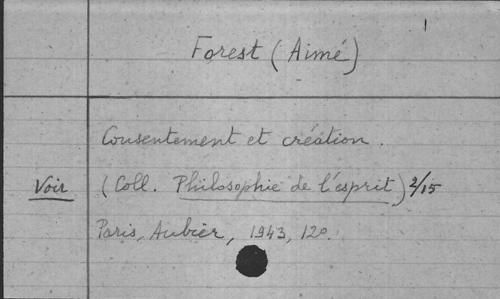 Forest (Aimé)
Consentement et création.
Voir (Coll. Philosophie de l'esprit) 2/15
Paris, Aubier, 1943, 12º.